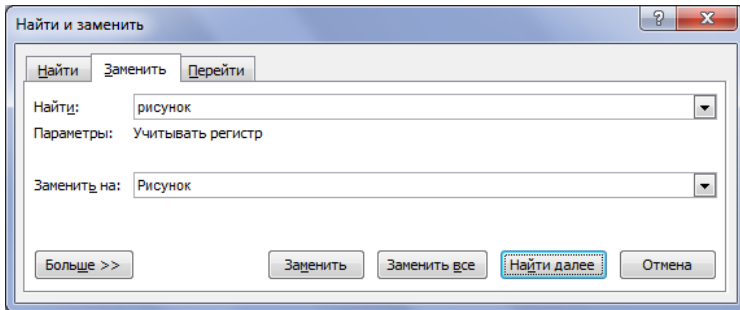 Найти и заменить
Найти Заменить Перейти
Найти: рисунок
Параметры: Учитывать регистр
Заменить на: Рисунок
Больше >> Заменить Заменить все Найти далее Отмена